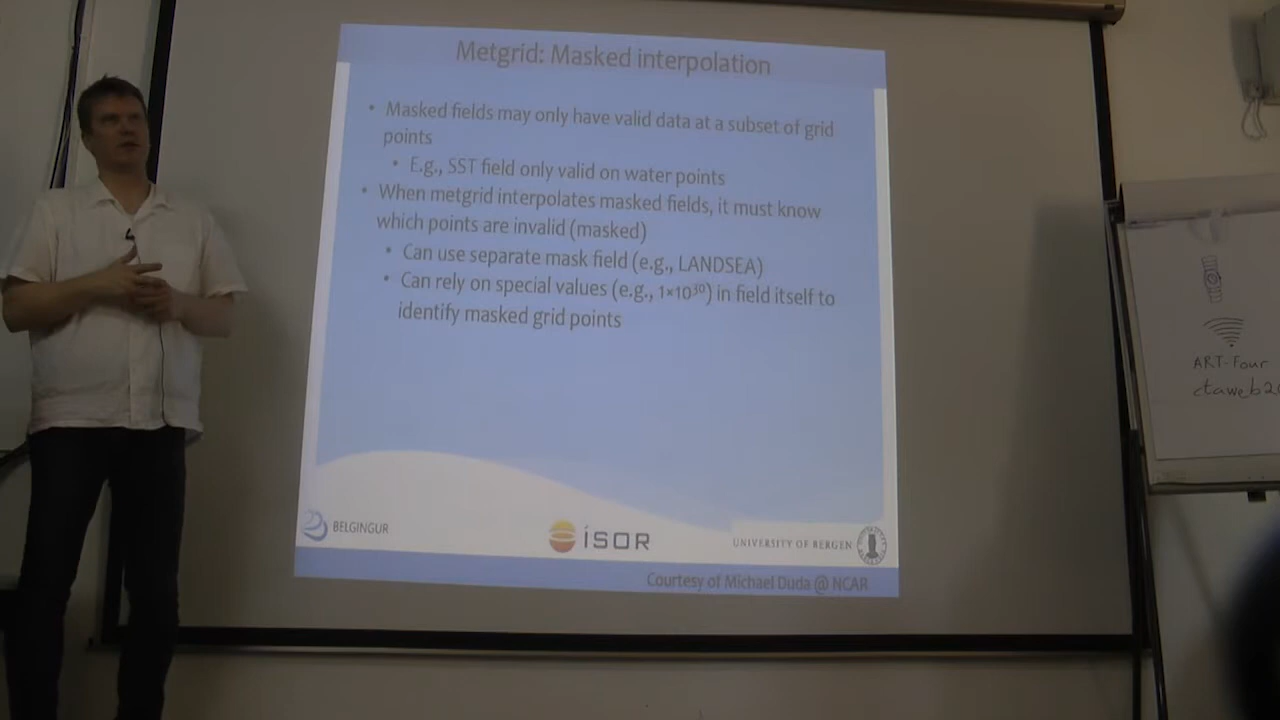 Metgrid: Masked interpolation
• Masked fields may only have valid data at a subset of grid
points
• E.g., SST field only valid on water points
• When metgrid interpolates masked fields, it must know
which points are invalid (masked)
• Can use separate mask field (e.g., LANDSEA)
• Can rely on special values (e.g., 1×10³⁰) in field itself to
identify masked grid points
BELGINGUR
ÍSOR
UNIVERSITY OF BERGEN
Courtesy of Michael Duda @ NCAR
ART-Four